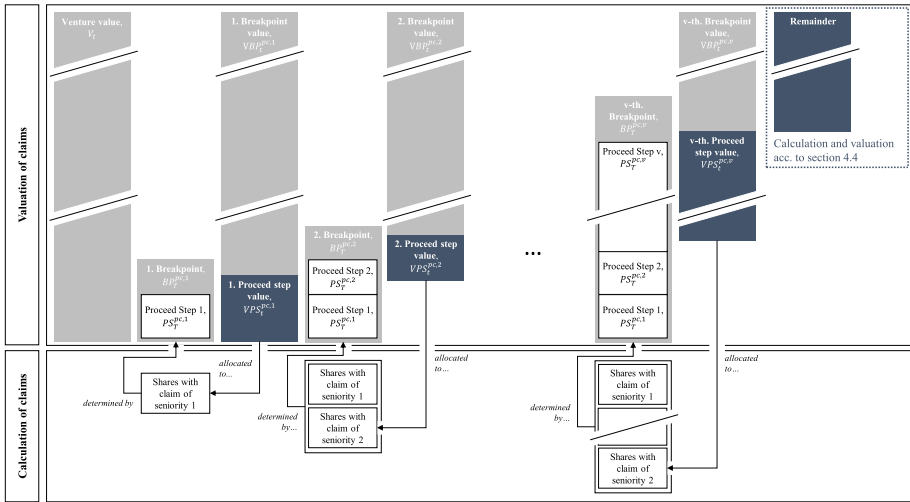 Valuation of claims
Venture value,
V_t
1. Breakpoint
value,
VBP_t^{pc,1}
2. Breakpoint
value,
VBP_t^{pc,2}
v-th. Breakpoint
value,
VBP_t^{pc,v}
Remainder
Calculation and valuation
acc. to section 4.4
v-th.
Breakpoint,
BP_T^{pc,v}
Proceed Step v,
PS_T^{pc,v}
v-th. Proceed
step value,
VPS_t^{pc,v}
1. Breakpoint,
BP_T^{pc,1}
Proceed Step 1,
PS_T^{pc,1}
1. Proceed step
value,
VPS_t^{pc,1}
2. Breakpoint,
BP_T^{pc,2}
Proceed Step 2,
PS_T^{pc,2}
Proceed Step 1,
PS_T^{pc,1}
2. Proceed step
value,
VPS_t^{pc,2}
...
Proceed Step 2,
PS_T^{pc,2}
Proceed Step 1,
PS_T^{pc,1}
Calculation of claims
determined by
Shares with
claim of
seniority 1
allocated
to...
determined
by...
Shares with
claim of
seniority 1
Shares with
claim of
seniority 2
allocated
to...
determined
by...
Shares with
claim of
seniority 1
Shares with
claim of
seniority 2
allocated
to...